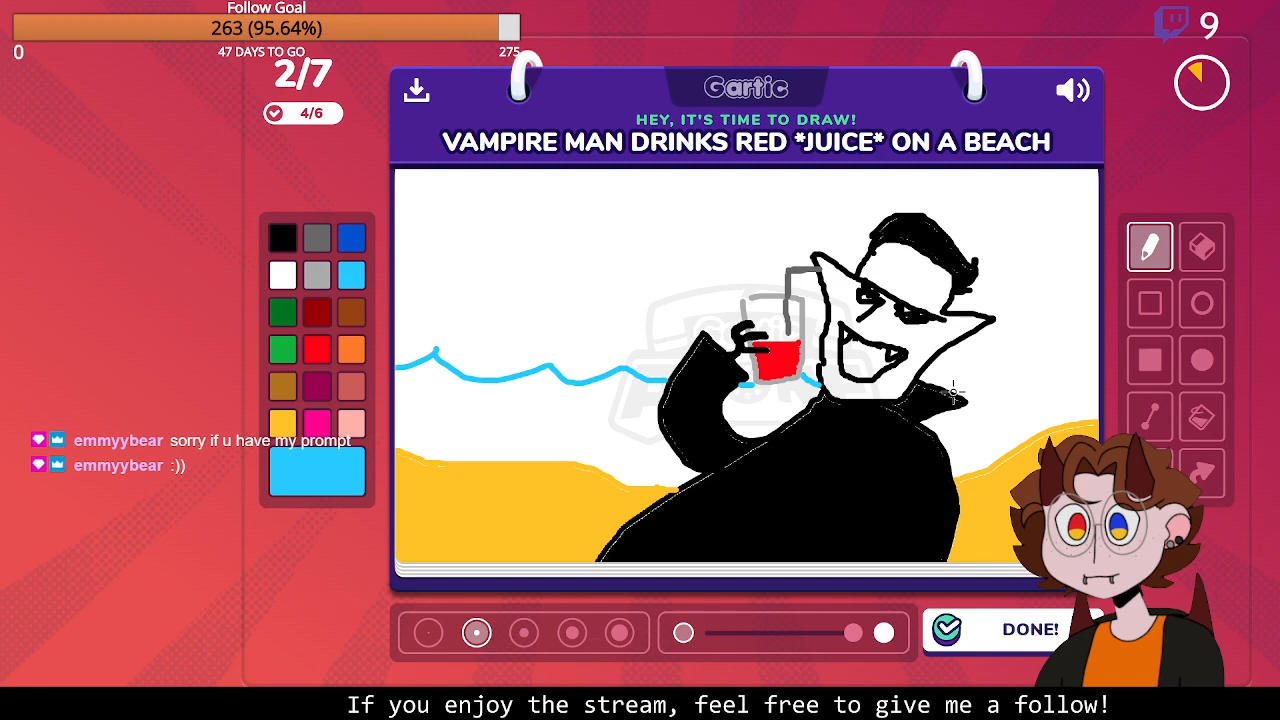 Follow Goal
263 (95.64%)
0
47 DAYS TO GO
275
2/7
4/6
9
Gartic
HEY, IT'S TIME TO DRAW!
VAMPIRE MAN DRINKS RED *JUICE* ON A BEACH
emmyybear sorry if u have my prompt
emmyybear :))
DONE!
If you enjoy the stream, feel free to give me a follow!